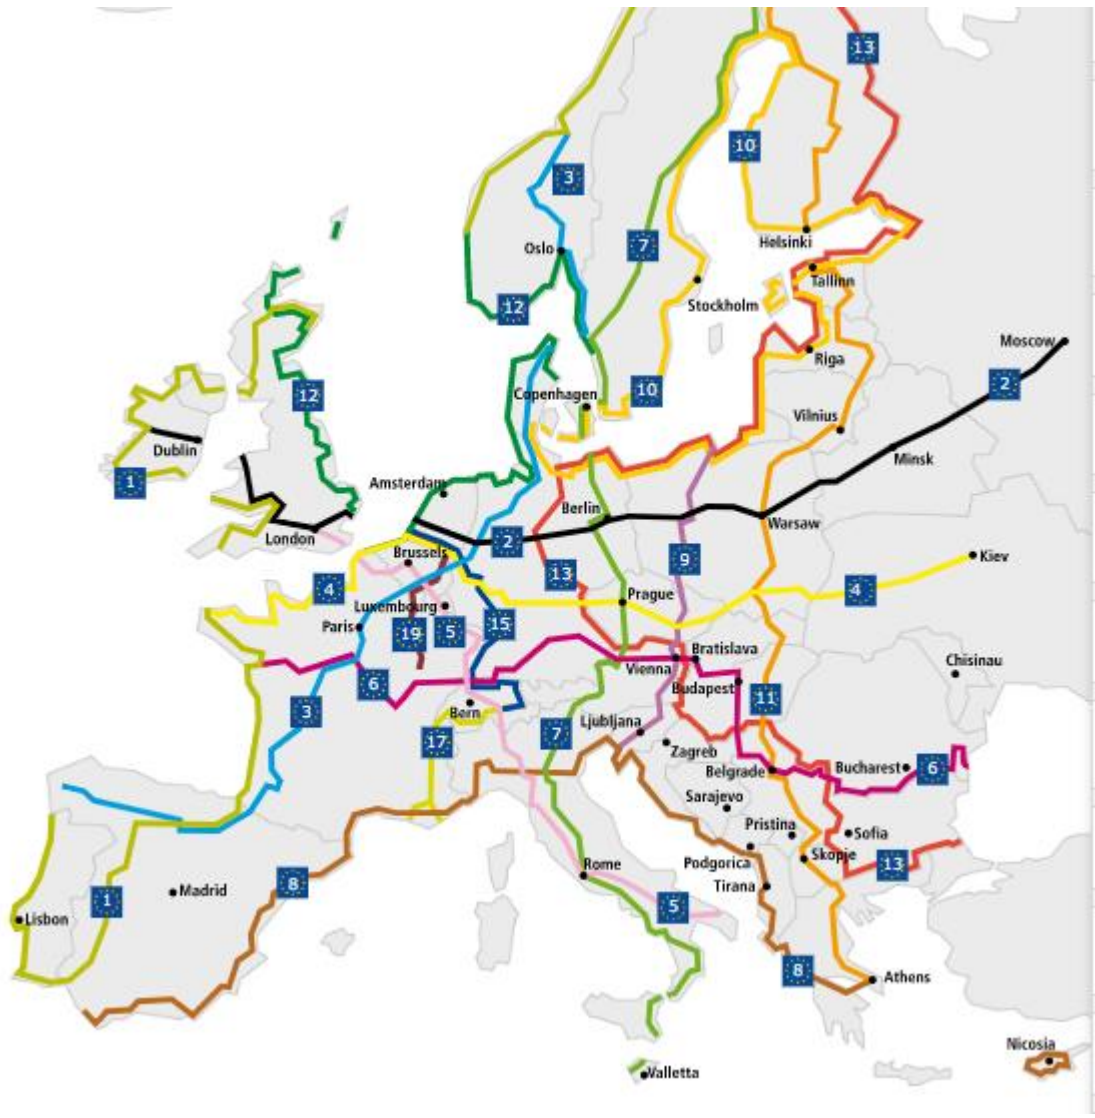 13
10
3
Oslo
7
Helsinki
Tallinn
12
Stockholm
Moscow
Riga
2
12
10
Copenhagen
Vilnius
Dublin
Minsk
1
Amsterdam
Berlin
Warsaw
London
2
Brussels
9
Kiev
13
4
4
Prague
Luxembourg
Paris
19
5
15
Bratislava
Vienna
Chisinau
6
Budapest
11
Bern
3
Ljubljana
17
7
Zagreb
Belgrade
Bucharest
6
Sarajevo
Pristina
Sofia
Podgorica
Skopje
13
Rome
Tirana
8
Madrid
1
5
Lisbon
8
Athens
Nicosia
Valletta